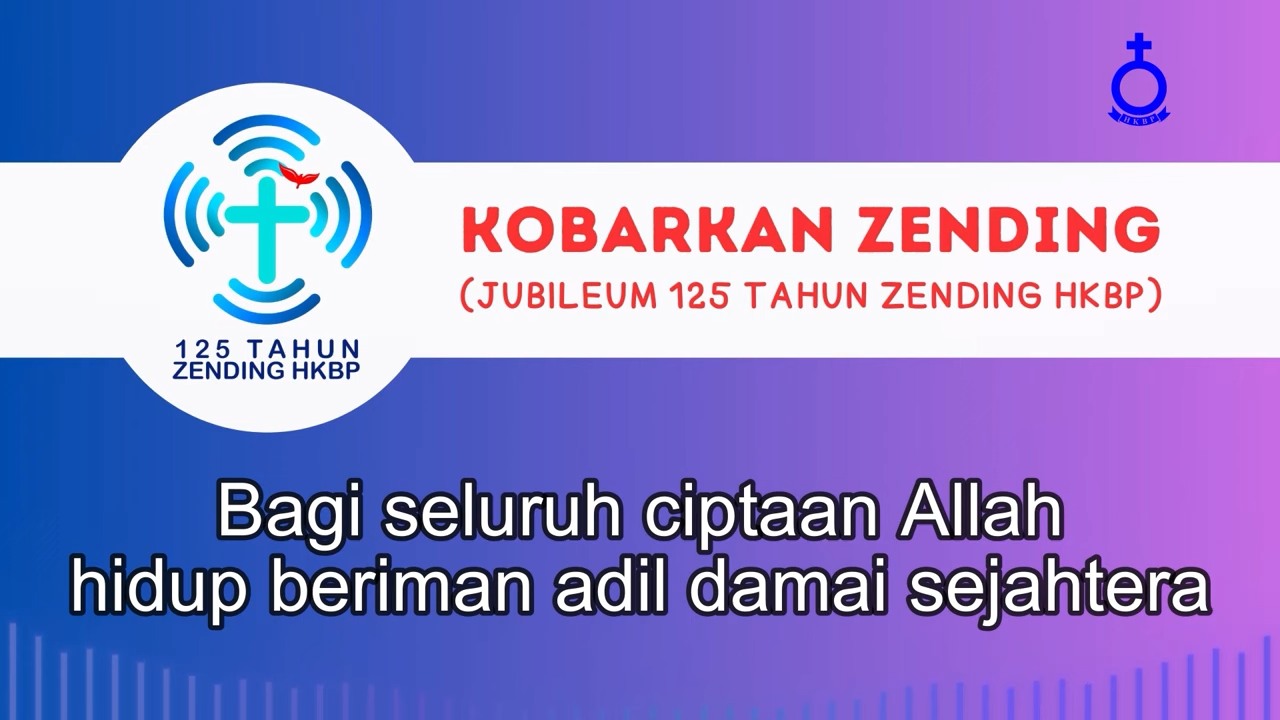 HKBP
KOBARKAN ZENDING
(JUBILEUM 125 TAHUN ZENDING HKBP)
125 TAHUN
ZENDING HKBP
Bagi seluruh ciptaan Allah
hidup beriman adil damai sejahtera